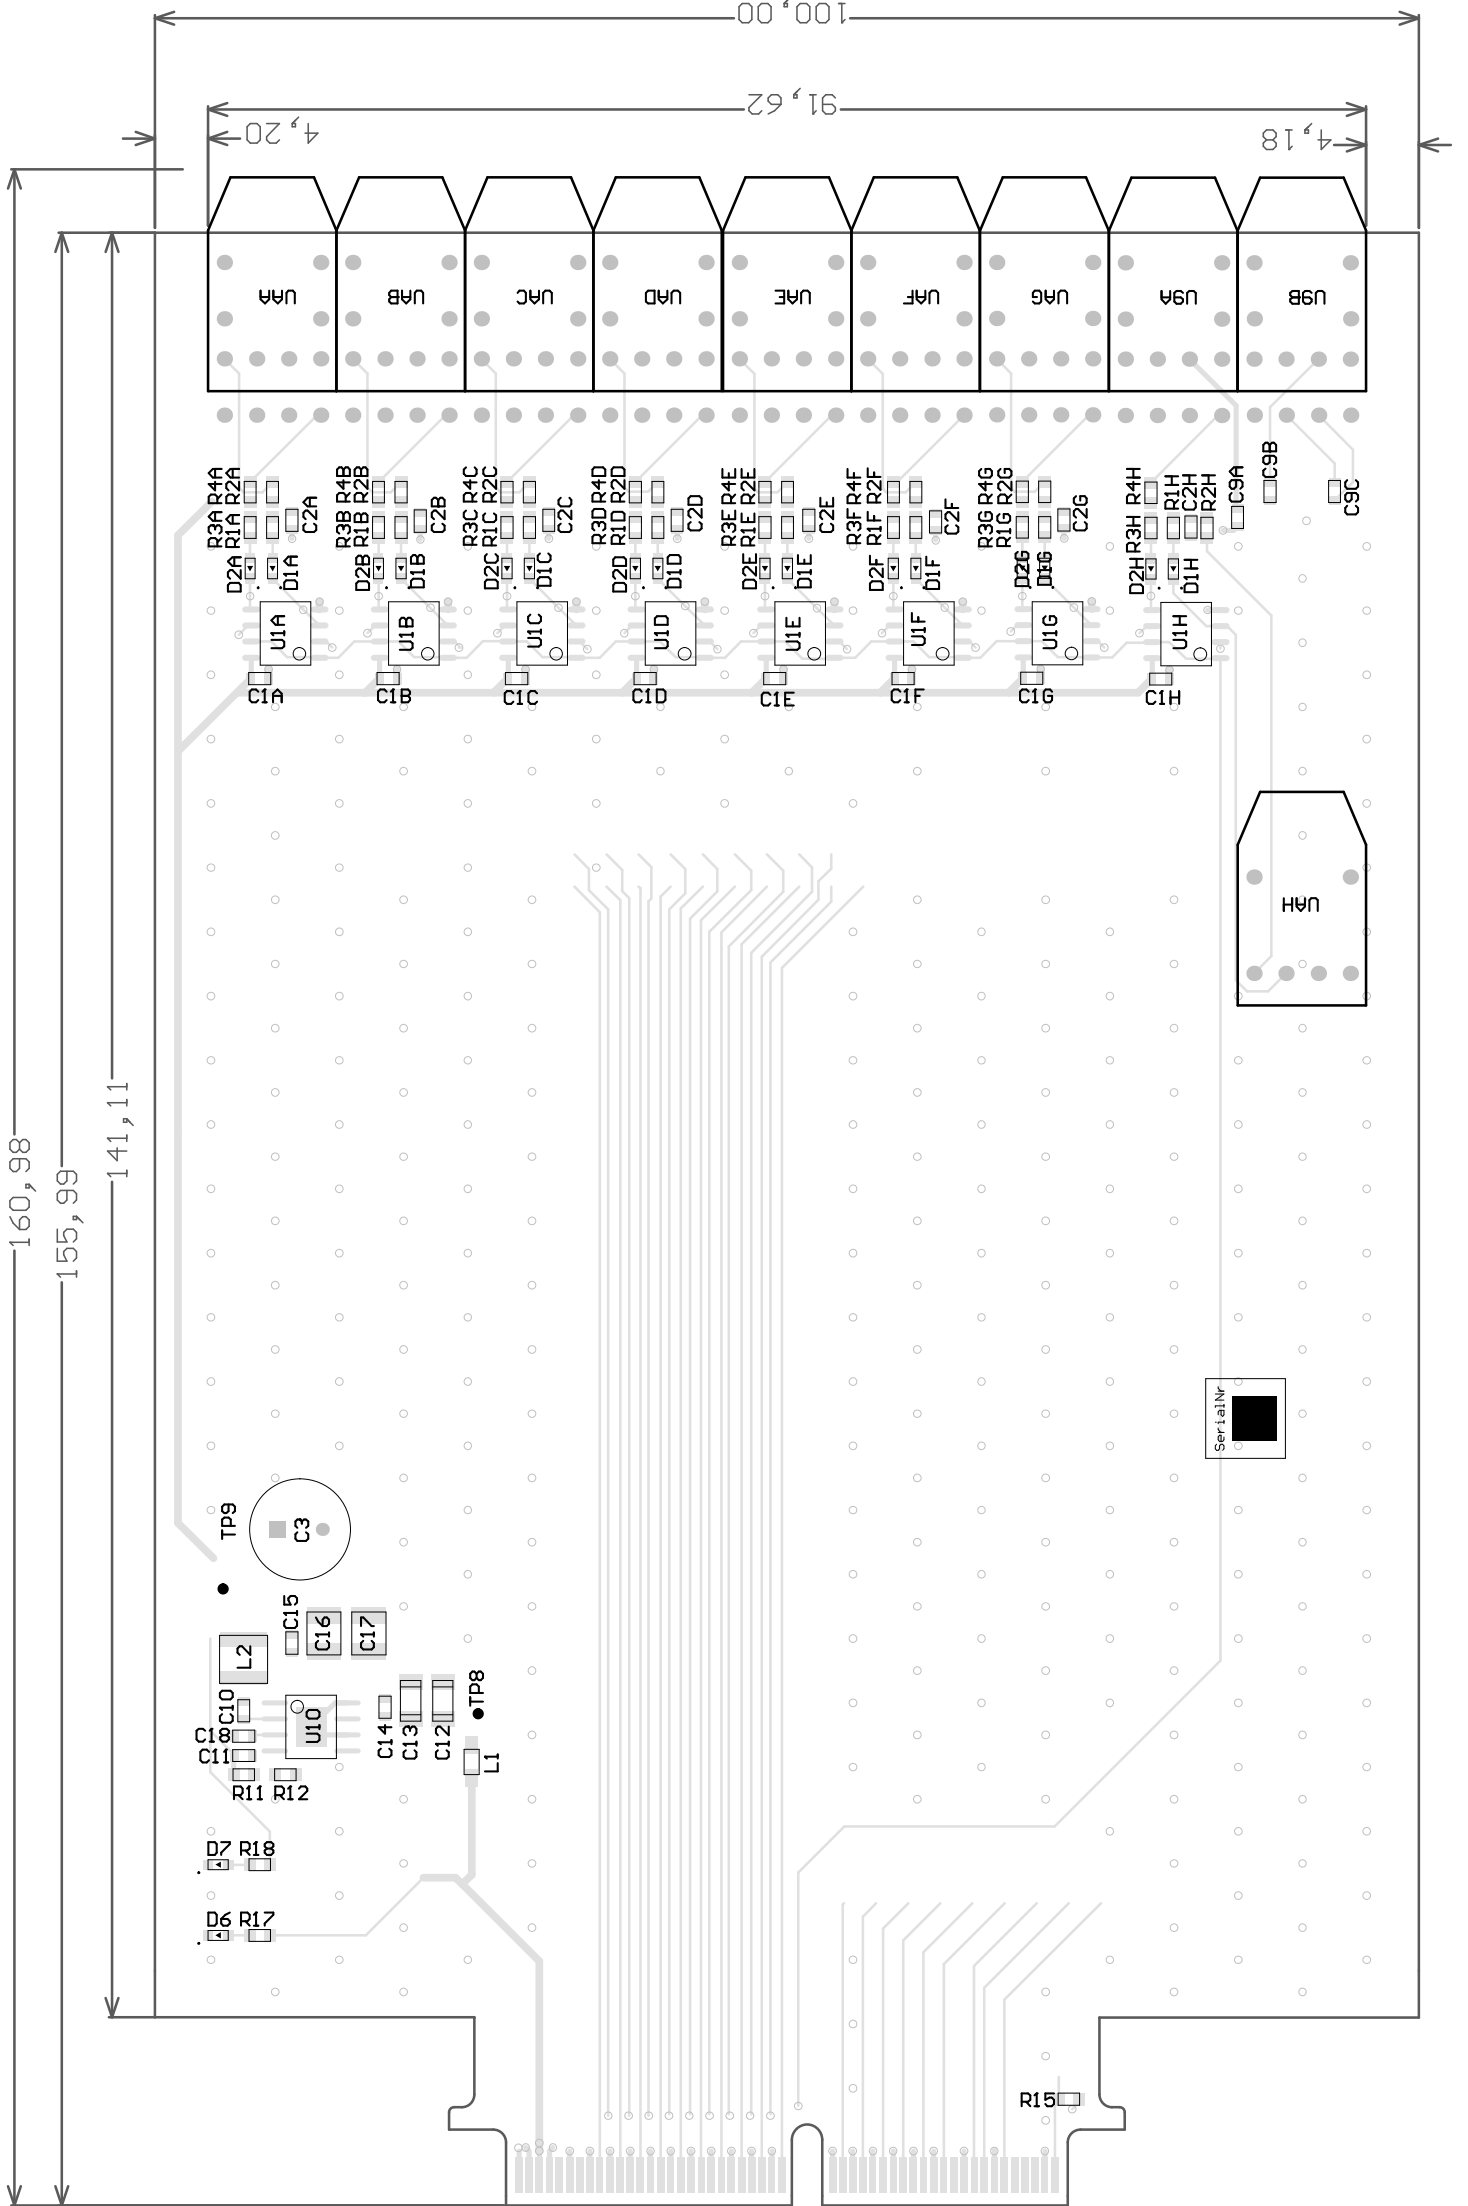 100,00
91,62
4,20
4,18
160,98
155,99
141,11
UAA
UAB
UAC
UAD
UAE
UAF
UAG
U9A
U9B
R4A R2A
R4B R2B
R4C R2C
R4D R2D
R4E R2E
R4F R2F
R4G R2G
R4H
R1H
C2H
R2H
C9A
C9B
C9C
R3A R1A C2A
R3B R1B C2B
R3C R1C C2C
R3D R1D C2D
R3E R1E C2E
R3F R1F C2F
R3G R1G C2G
R3H
D2A D1A
D2B D1B
D2C D1C
D2D D1D
D2E D1E
D2F D1F
D2G D1G
D2H D1H
U1A
U1B
U1C
U1D
U1E
U1F
U1G
U1H
C1A
C1B
C1C
C1D
C1E
C1F
C1G
C1H
UAH
SerialNr
TP9
C3
C15
C16
C17
L2
TP8
C10
U10
C18
C11
C14
C13
C12
L1
R11
R12
D7
R18
D6
R17
R15